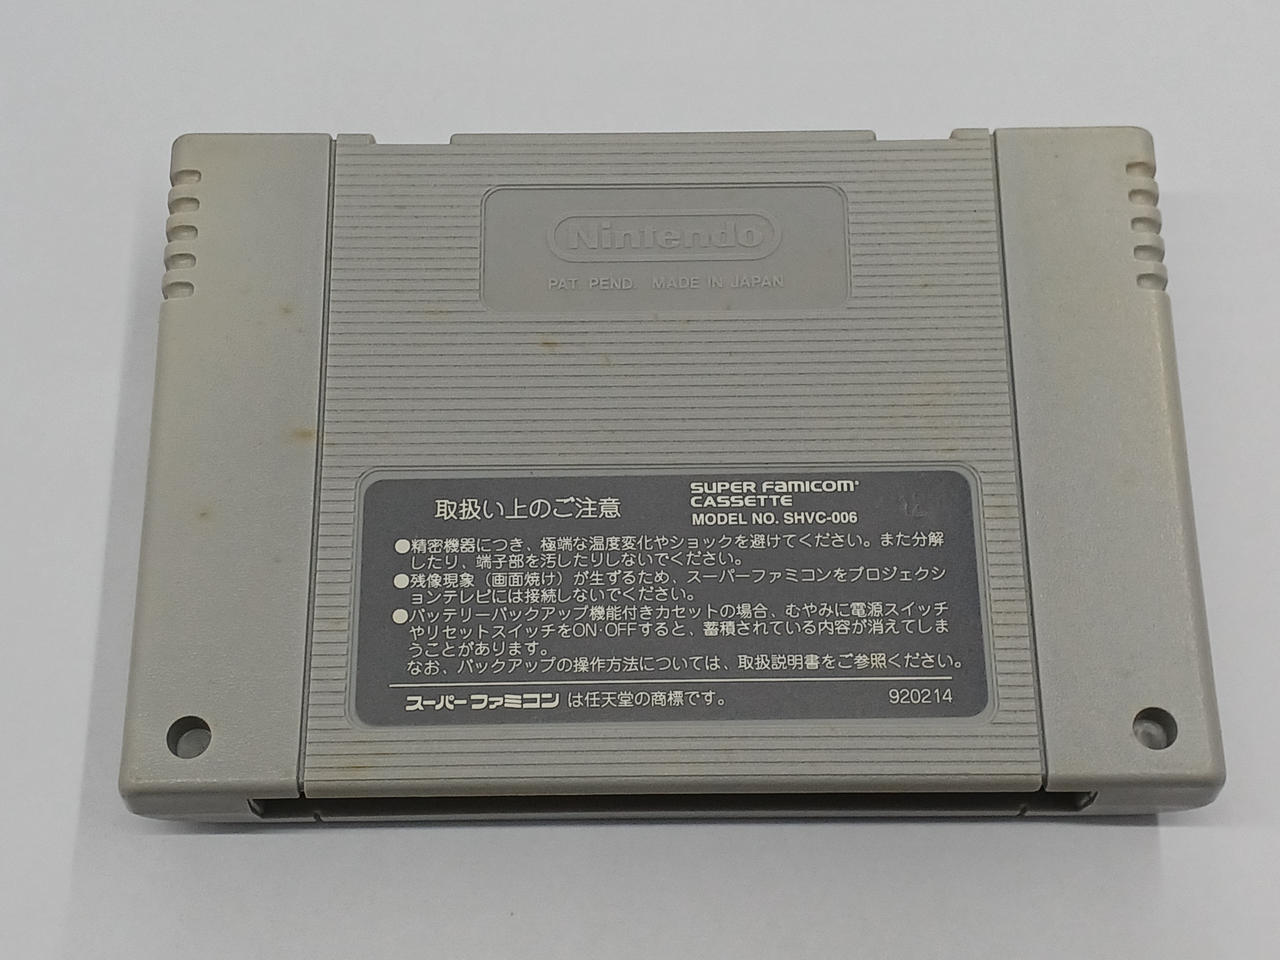 Nintendo
PAT. PEND. MADE IN JAPAN
取扱い上のご注意
SUPER FAMICOM
CASSETTE
MODEL NO. SHVC-006
12
●精密機器につき、極端な温度変化やショックを避けてください。また分解
したり、端子部を汚したりしないでください。
●残像現象（画面焼け）が生ずるため、スーパーファミコンをプロジェクシ
ョンテレビには接続しないでください。
●バッテリーバックアップ機能付きカセットの場合、むやみに電源スイッチ
やリセットスイッチをON·OFFすると、蓄積されている内容が消えてしま
うことがあります。
なお、バックアップの操作方法については、取扱説明書をご参照ください。
スーパーファミコン は任天堂の商標です。
920214